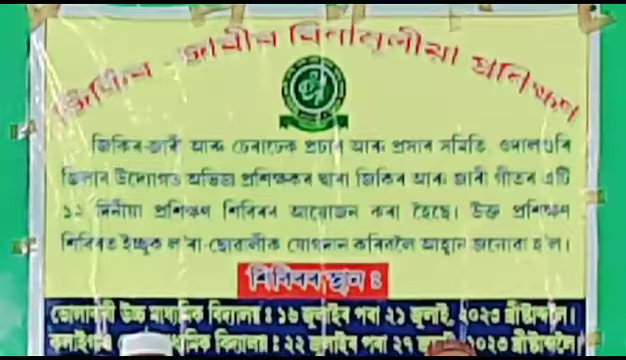 জিকিৰ-জাৰীৰ বিনামূলীয়া প্ৰশিক্ষণ
জিকিৰ-জাৰী আৰু চেৰাঢেক প্ৰচাৰ আৰু প্ৰসাৰ সমিতি, ওদালগুৰি
জিলাৰ উদ্যোগত অভিজ্ঞ প্ৰশিক্ষকৰ দ্বাৰা জিকিৰ আৰু জাৰী গীতৰ এটি
১২ দিনীয়া প্ৰশিক্ষণ শিবিৰৰ আয়োজন কৰা হৈছে। উক্ত প্ৰশিক্ষণ
শিবিৰত ইচ্ছুক ল'ৰা-ছোৱালীক যোগদান কৰিবলৈ আহ্বান জনোৱা হ'ল।
শিবিৰৰ স্থান ঃ
উচ্চ মাধ্যমিক বিদ্যালয় ঃ ১৬ জুলাইৰ পৰা ২১ জুলাই, ২০২৩ খ্ৰীষ্টাব্দলৈ।
মাধ্যমিক বিদ্যালয় ঃ ২২ জুলাইৰ পৰা ২৭ জুলাই, ২০২৩ খ্ৰীষ্টাব্দলৈ।